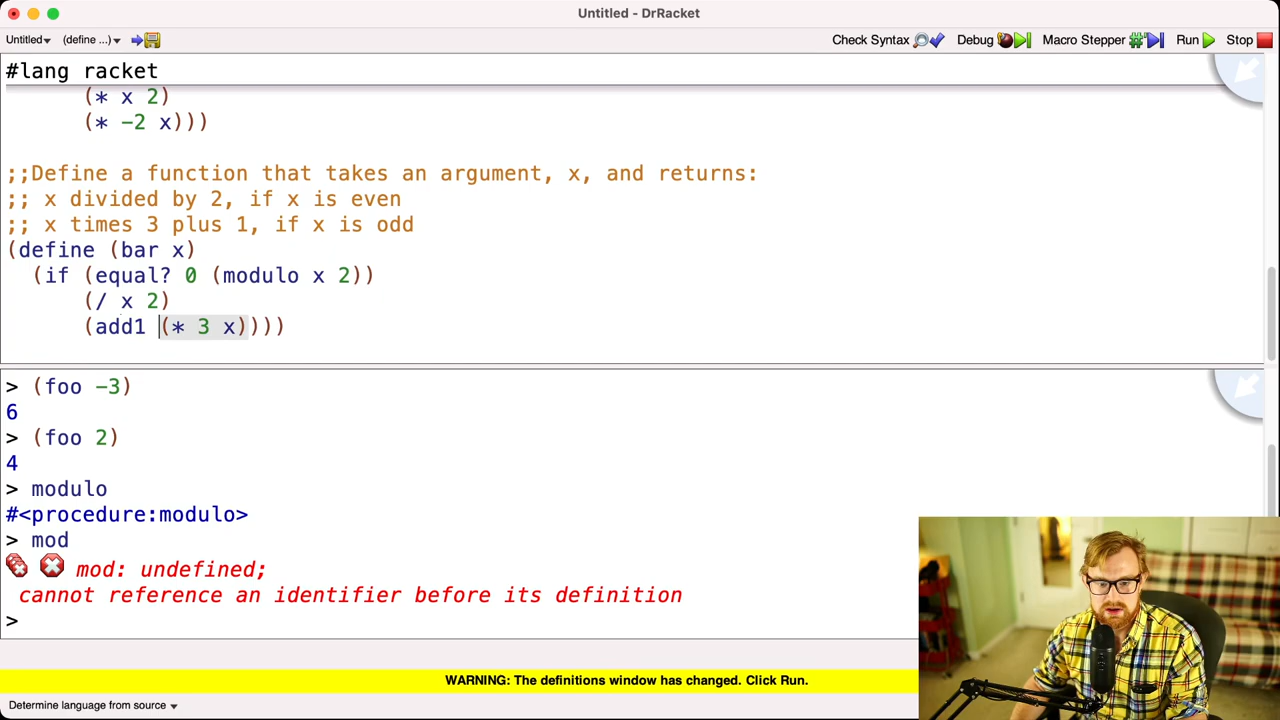 Untitled - DrRacket
Untitled (define ...) Check Syntax Debug Macro Stepper Run Stop
#lang racket
(* x 2)
(* -2 x)))
;;Define a function that takes an argument, x, and returns:
;; x divided by 2, if x is even
;; x times 3 plus 1, if x is odd
(define (bar x)
(if (equal? 0 (modulo x 2))
(/ x 2)
(add1 (* 3 x))))
> (foo -3)
6
> (foo 2)
4
> modulo
#<procedure:modulo>
> mod
mod: undefined;
cannot reference an identifier before its definition
>
WARNING: The definitions window has changed. Click Run.
Determine language from source